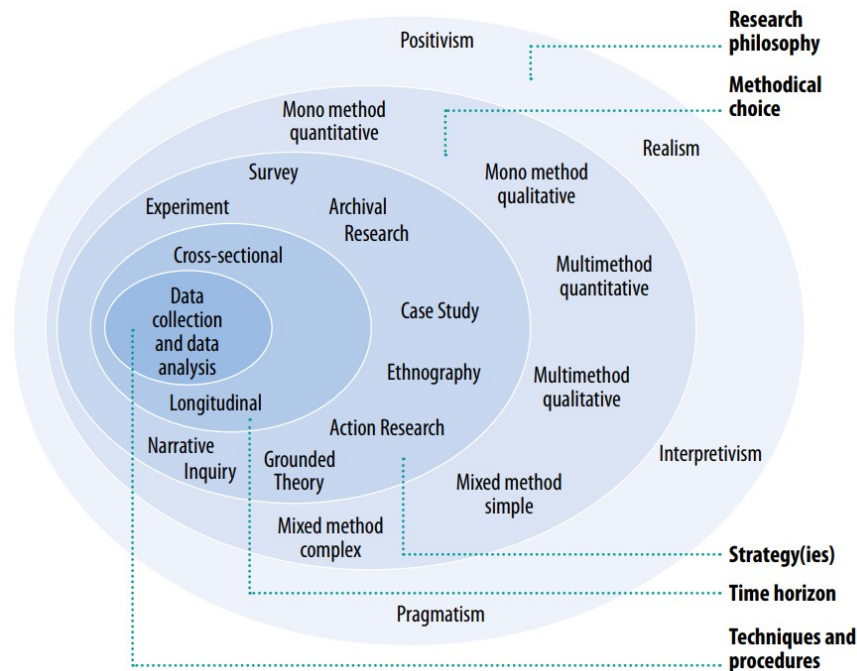 Research
philosophy
Positivism
Methodical
choice
Mono method
quantitative
Realism
Survey
Mono method
qualitative
Experiment
Archival
Research
Cross-sectional
Multimethod
quantitative
Data
collection
and data
analysis
Case Study
Ethnography
Multimethod
qualitative
Longitudinal
Action Research
Narrative
Inquiry
Grounded
Theory
Interpretivism
Mixed method
simple
Mixed method
complex
Strategy(ies)
Time horizon
Pragmatism
Techniques and
procedures